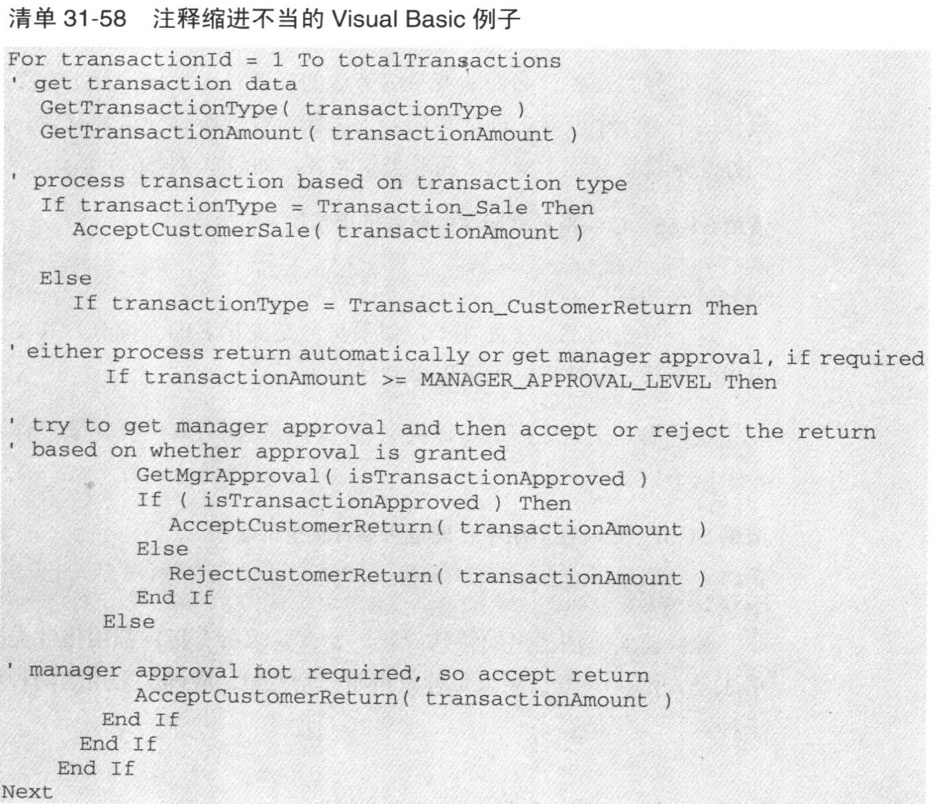 清单 31-58 注释缩进不当的 Visual Basic 例子
For transactionId = 1 To totalTransactions
' get transaction data
   GetTransactionType( transactionType )
   GetTransactionAmount( transactionAmount )
' process transaction based on transaction type
   If transactionType = Transaction_Sale Then
      AcceptCustomerSale( transactionAmount )
   Else
      If transactionType = Transaction_CustomerReturn Then
' either process return automatically or get manager approval, if required
         If transactionAmount >= MANAGER_APPROVAL_LEVEL Then
' try to get manager approval and then accept or reject the return
' based on whether approval is granted
            GetMgrApproval( isTransactionApproved )
            If ( isTransactionApproved ) Then
               AcceptCustomerReturn( transactionAmount )
            Else
               RejectCustomerReturn( transactionAmount )
            End If
         Else
' manager approval not required, so accept return
            AcceptCustomerReturn( transactionAmount )
         End If
       End If
     End If
Next